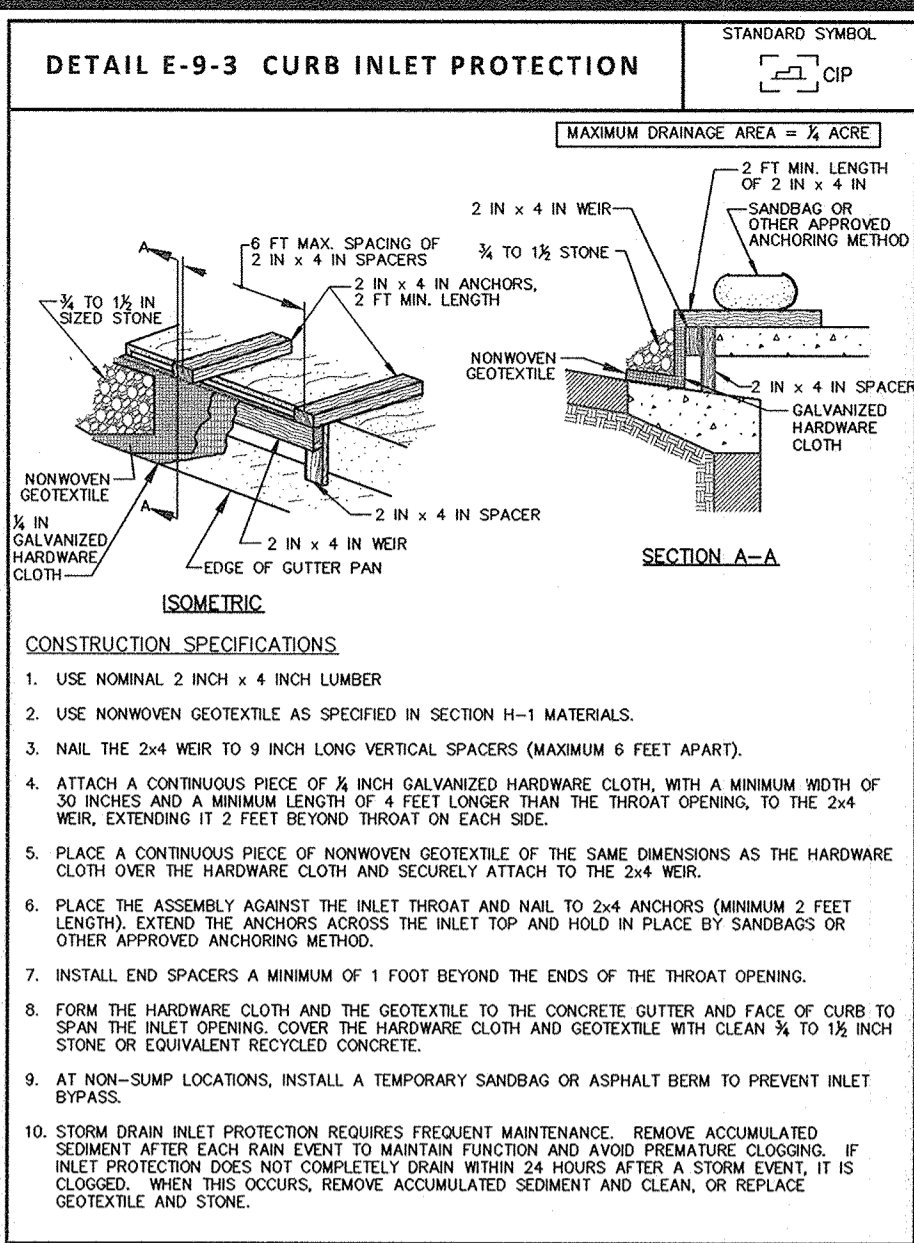 DETAIL E-9-3 CURB INLET PROTECTION
STANDARD SYMBOL
CIP
MAXIMUM DRAINAGE AREA = ¼ ACRE
A
6 FT MAX. SPACING OF
2 IN x 4 IN SPACERS
¾ TO 1½ IN
SIZED STONE
2 IN x 4 IN ANCHORS,
2 FT MIN. LENGTH
NONWOVEN
GEOTEXTILE
A
¼ IN
GALVANIZED
HARDWARE
CLOTH
2 IN x 4 IN SPACER
2 IN x 4 IN WEIR
EDGE OF GUTTER PAN
ISOMETRIC
2 FT MIN. LENGTH
OF 2 IN x 4 IN
2 IN x 4 IN WEIR
SANDBAG OR
OTHER APPROVED
ANCHORING METHOD
¾ TO 1½ STONE
NONWOVEN
GEOTEXTILE
2 IN x 4 IN SPACER
GALVANIZED
HARDWARE
CLOTH
SECTION A-A
CONSTRUCTION SPECIFICATIONS
1. USE NOMINAL 2 INCH x 4 INCH LUMBER
2. USE NONWOVEN GEOTEXTILE AS SPECIFIED IN SECTION H-1 MATERIALS.
3. NAIL THE 2x4 WEIR TO 9 INCH LONG VERTICAL SPACERS (MAXIMUM 6 FEET APART).
4. ATTACH A CONTINUOUS PIECE OF ¼ INCH GALVANIZED HARDWARE CLOTH, WITH A MINIMUM WIDTH OF
30 INCHES AND A MINIMUM LENGTH OF 4 FEET LONGER THAN THE THROAT OPENING, TO THE 2x4
WEIR, EXTENDING IT 2 FEET BEYOND THROAT ON EACH SIDE.
5. PLACE A CONTINUOUS PIECE OF NONWOVEN GEOTEXTILE OF THE SAME DIMENSIONS AS THE HARDWARE
CLOTH OVER THE HARDWARE CLOTH AND SECURELY ATTACH TO THE 2x4 WEIR.
6. PLACE THE ASSEMBLY AGAINST THE INLET THROAT AND NAIL TO 2x4 ANCHORS (MINIMUM 2 FEET
LENGTH). EXTEND THE ANCHORS ACROSS THE INLET TOP AND HOLD IN PLACE BY SANDBAGS OR
OTHER APPROVED ANCHORING METHOD.
7. INSTALL END SPACERS A MINIMUM OF 1 FOOT BEYOND THE ENDS OF THE THROAT OPENING.
8. FORM THE HARDWARE CLOTH AND THE GEOTEXTILE TO THE CONCRETE GUTTER AND FACE OF CURB TO
SPAN THE INLET OPENING. COVER THE HARDWARE CLOTH AND GEOTEXTILE WITH CLEAN ¾ TO 1½ INCH
STONE OR EQUIVALENT RECYCLED CONCRETE.
9. AT NON-SUMP LOCATIONS, INSTALL A TEMPORARY SANDBAG OR ASPHALT BERM TO PREVENT INLET
BYPASS.
10. STORM DRAIN INLET PROTECTION REQUIRES FREQUENT MAINTENANCE. REMOVE ACCUMULATED
SEDIMENT AFTER EACH RAIN EVENT TO MAINTAIN FUNCTION AND AVOID PREMATURE CLOGGING. IF
INLET PROTECTION DOES NOT COMPLETELY DRAIN WITHIN 24 HOURS AFTER A STORM EVENT, IT IS
CLOGGED. WHEN THIS OCCURS, REMOVE ACCUMULATED SEDIMENT AND CLEAN, OR REPLACE
GEOTEXTILE AND STONE.